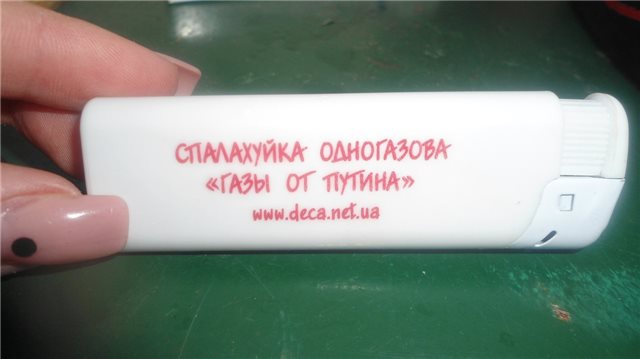 СПАЛАХУЙКА ОДНОГАЗОВА
«ГАЗЫ ОТ ПУТИНА»
www.deca.net.ua